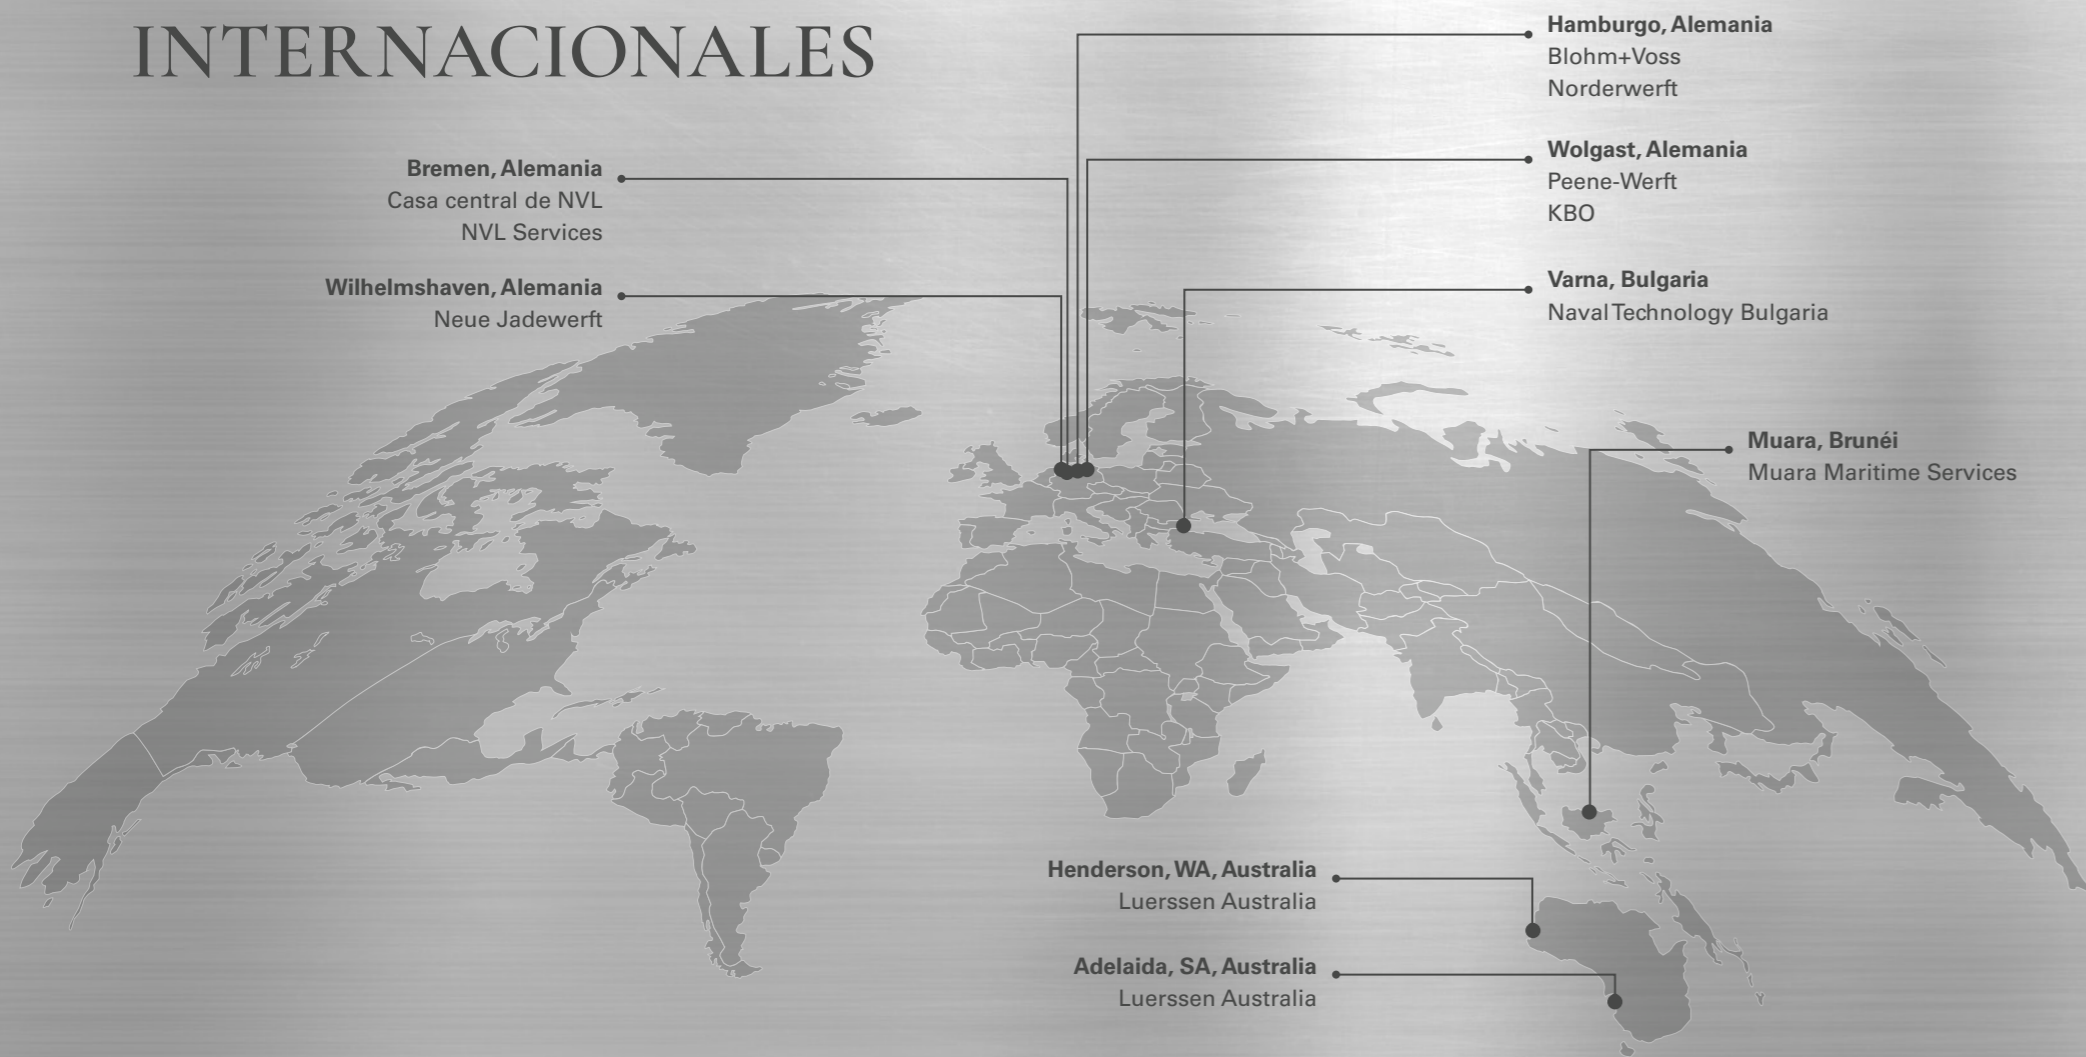 INTERNACIONALES
Bremen, Alemania
Casa central de NVL
NVL Services
Wilhelmshaven, Alemania
Neue Jadewerft
Hamburgo, Alemania
Blohm+Voss
Norderwerft
Wolgast, Alemania
Peene-Werft
KBO
Varna, Bulgaria
Naval Technology Bulgaria
Muara, Brunéi
Muara Maritime Services
Henderson, WA, Australia
Luerssen Australia
Adelaida, SA, Australia
Luerssen Australia